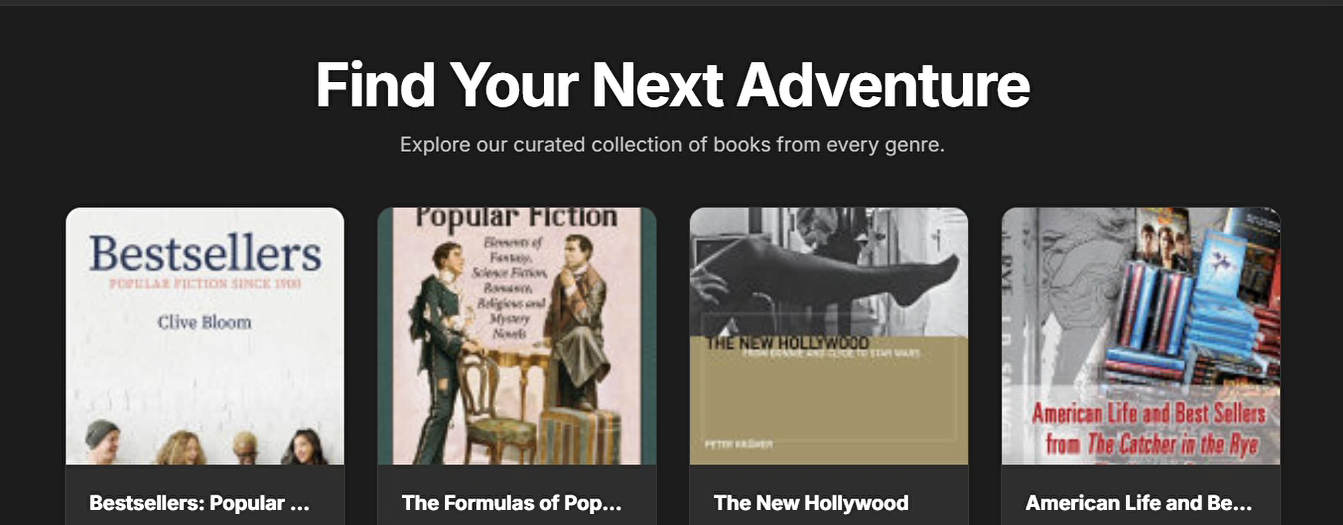 Find Your Next Adventure
Explore our curated collection of books from every genre.
Bestsellers
POPULAR FICTION SINCE 1900
Clive Bloom
Popular Fiction
Elements of
Fantasy,
Science Fiction,
Romance,
Religious and
Mystery
Novels
THE NEW HOLLYWOOD
FROM BONNIE AND CLYDE TO STAR WARS
PETER KRÄMER
American Life and Best Sellers
from The Catcher in the Rye
Bestsellers: Popular ...
The Formulas of Pop...
The New Hollywood
American Life and Be...